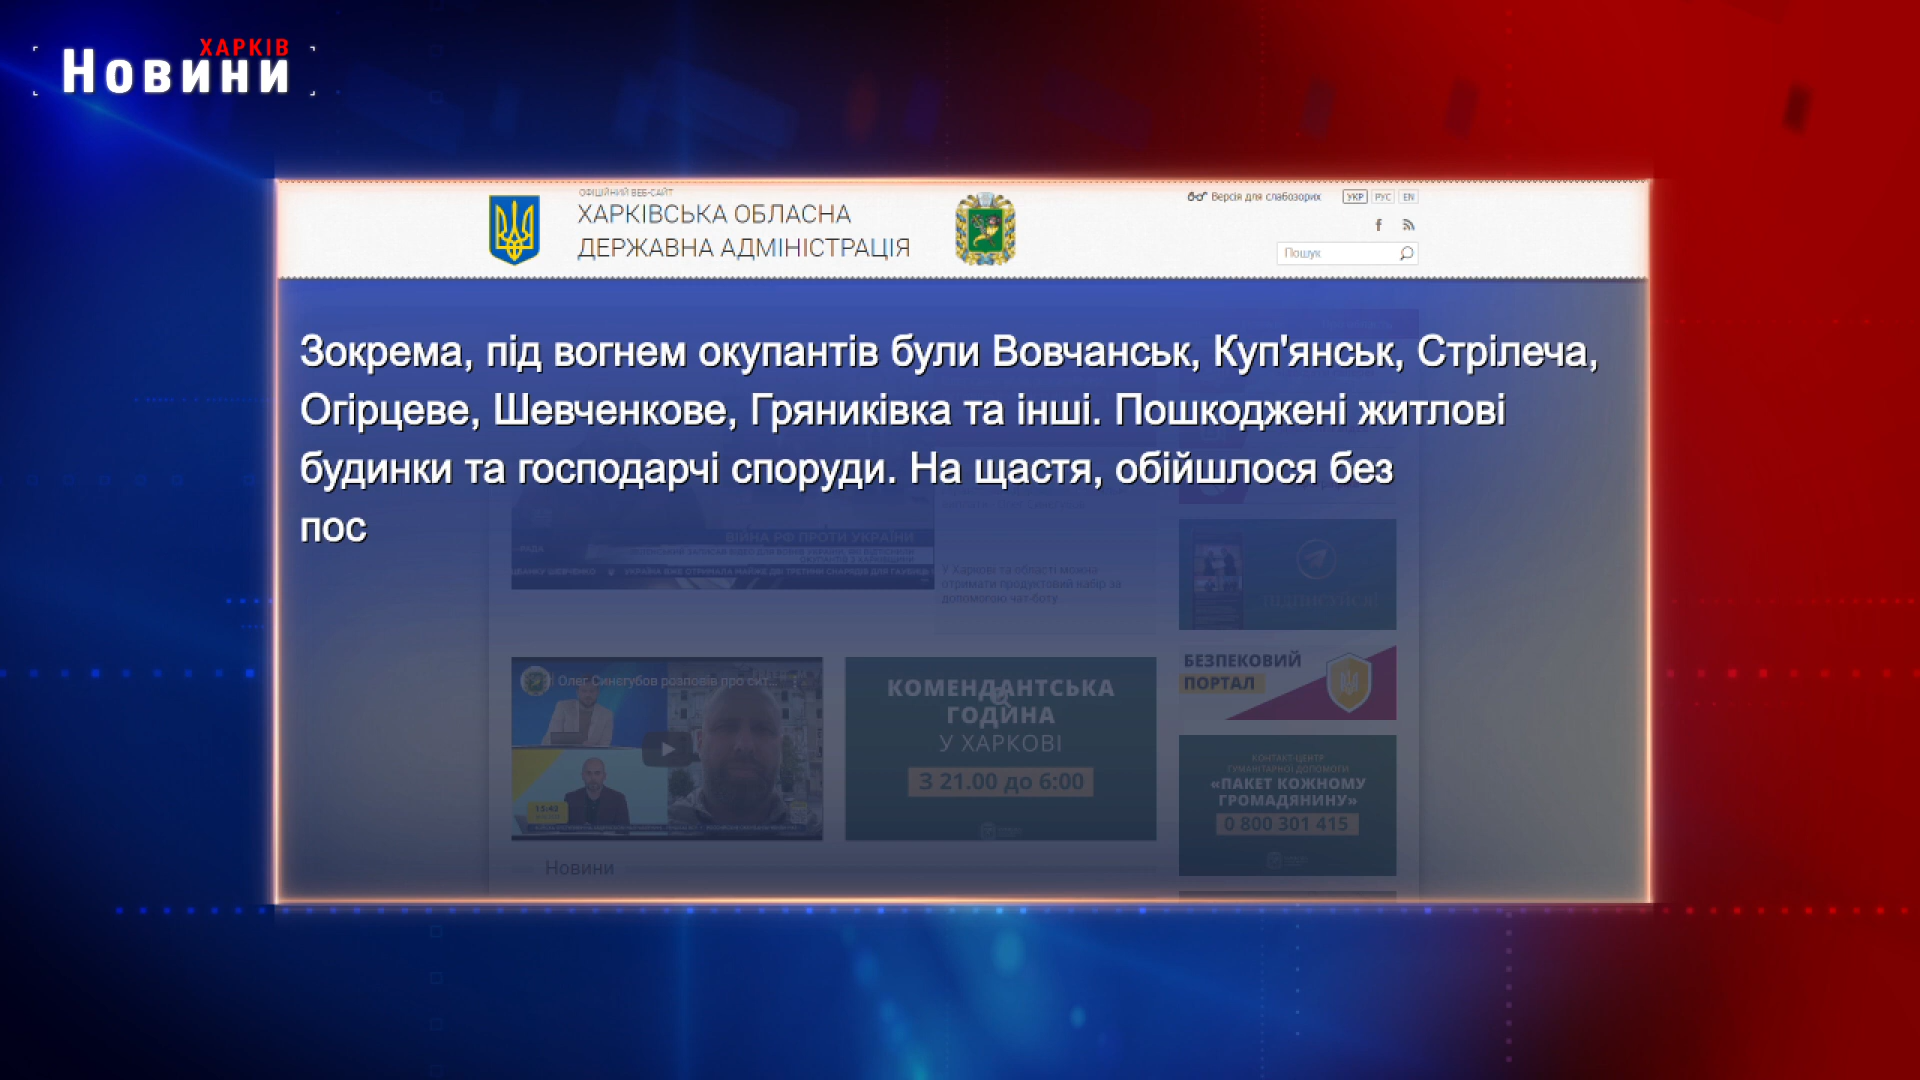 ХАРКІВ
Новини
ОФІЦІЙНИЙ ВЕБ-САЙТ
ХАРКІВСЬКА ОБЛАСНА
ДЕРЖАВНА АДМІНІСТРАЦІЯ
Версія для слабозорих
УКР РУС EN
Пошук
Зокрема, під вогнем окупантів були Вовчанськ, Куп'янськ, Стрілеча,
Огірцеве, Шевченкове, Гряниківка та інші. Пошкоджені житлові
будинки та господарчі споруди. На щастя, обійшлося без
пос
ВІЙНА РФ ПРОТИ УКРАЇНИ
У Харкові та області можна
отримати продуктовий набір за
допомогою чат-боту
ПІДПИСУЙСЯ!
Олег Синєгубов розповів про сит...
КОМЕНДАНТСЬКА
ГОДИНА
У ХАРКОВІ
З 21.00 до 6:00
БЕЗПЕКОВИЙ
ПОРТАЛ
КОНТАКТ-ЦЕНТР
ГУМАНІТАРНОЇ ДОПОМОГИ
«ПАКЕТ КОЖНОМУ
ГРОМАДЯНИНУ»
0 800 301 415
Новини